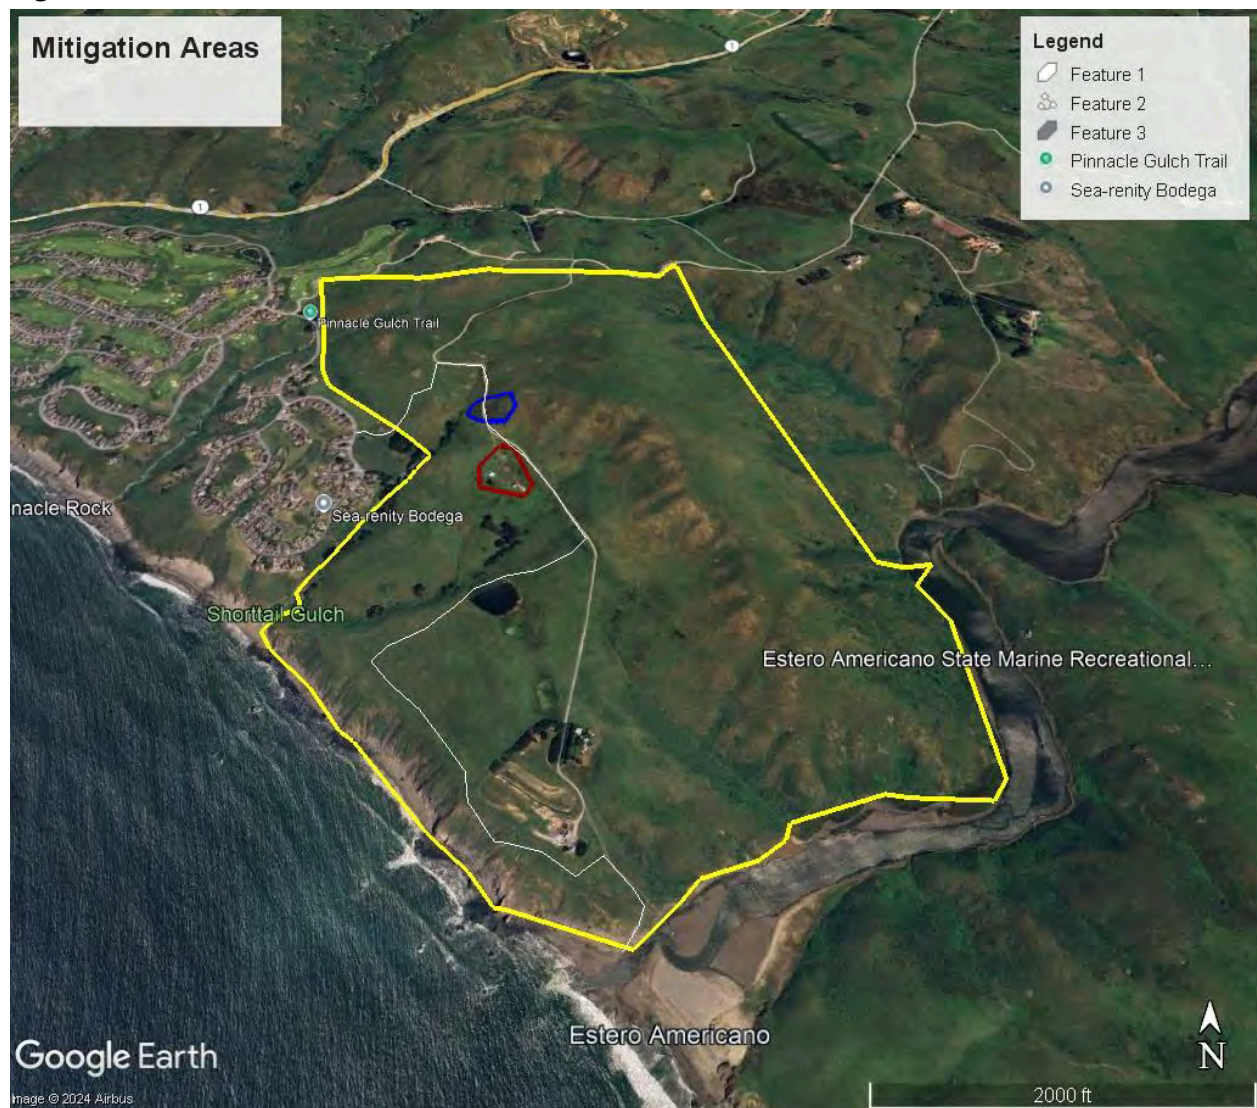 Mitigation Areas
Legend
Feature 1
Feature 2
Feature 3
Pinnacle Gulch Trail
Sea-renity Bodega
1
1
Pinnacle Gulch Trail
nacle Rock
Sea-renity Bodega
Shorttail Gulch
Estero Americano State Marine Recreational...
Estero Americano
N
Google Earth
2000 ft
Image © 2024 Airbus